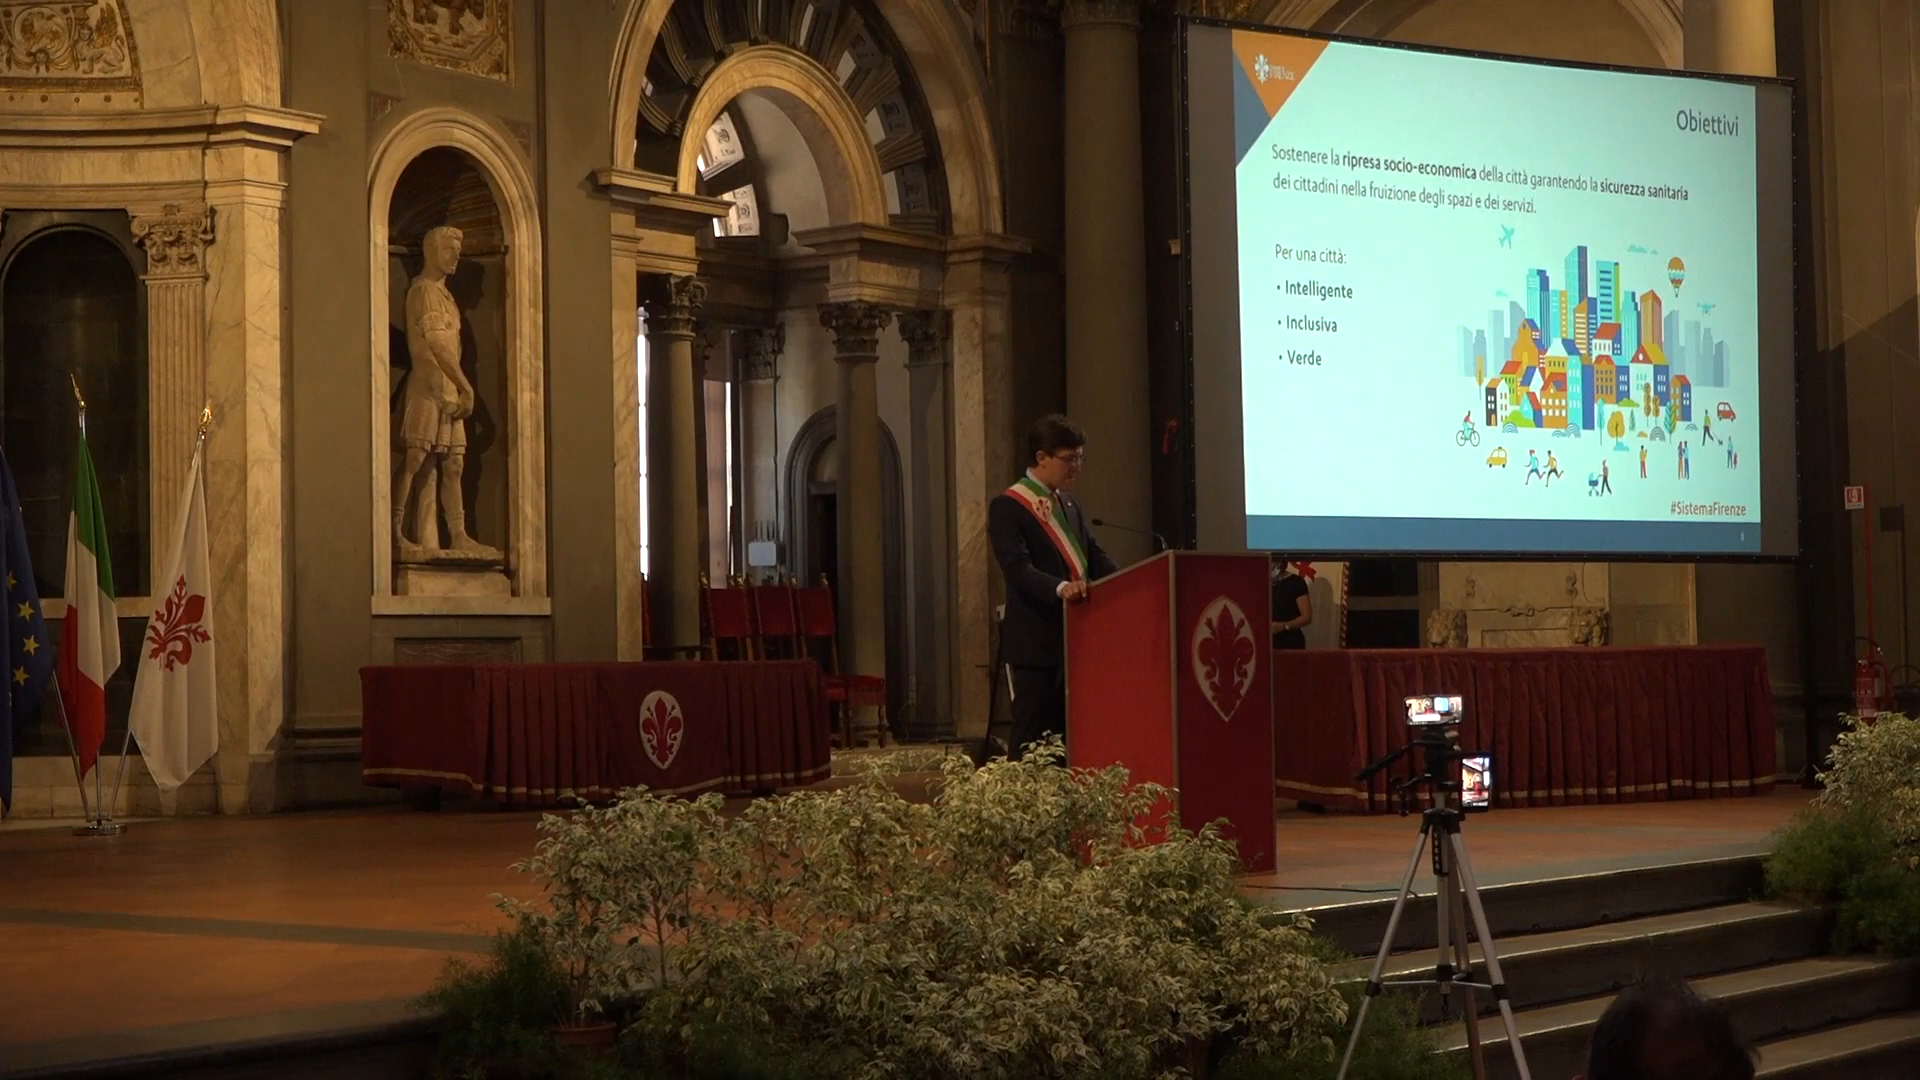 Obiettivi
Sostenere la ripresa socio-economica della città garantendo la sicurezza sanitaria
dei cittadini nella fruizione degli spazi e dei servizi.
Per una città:
• Intelligente
• Inclusiva
• Verde
#SistemaFirenze
8